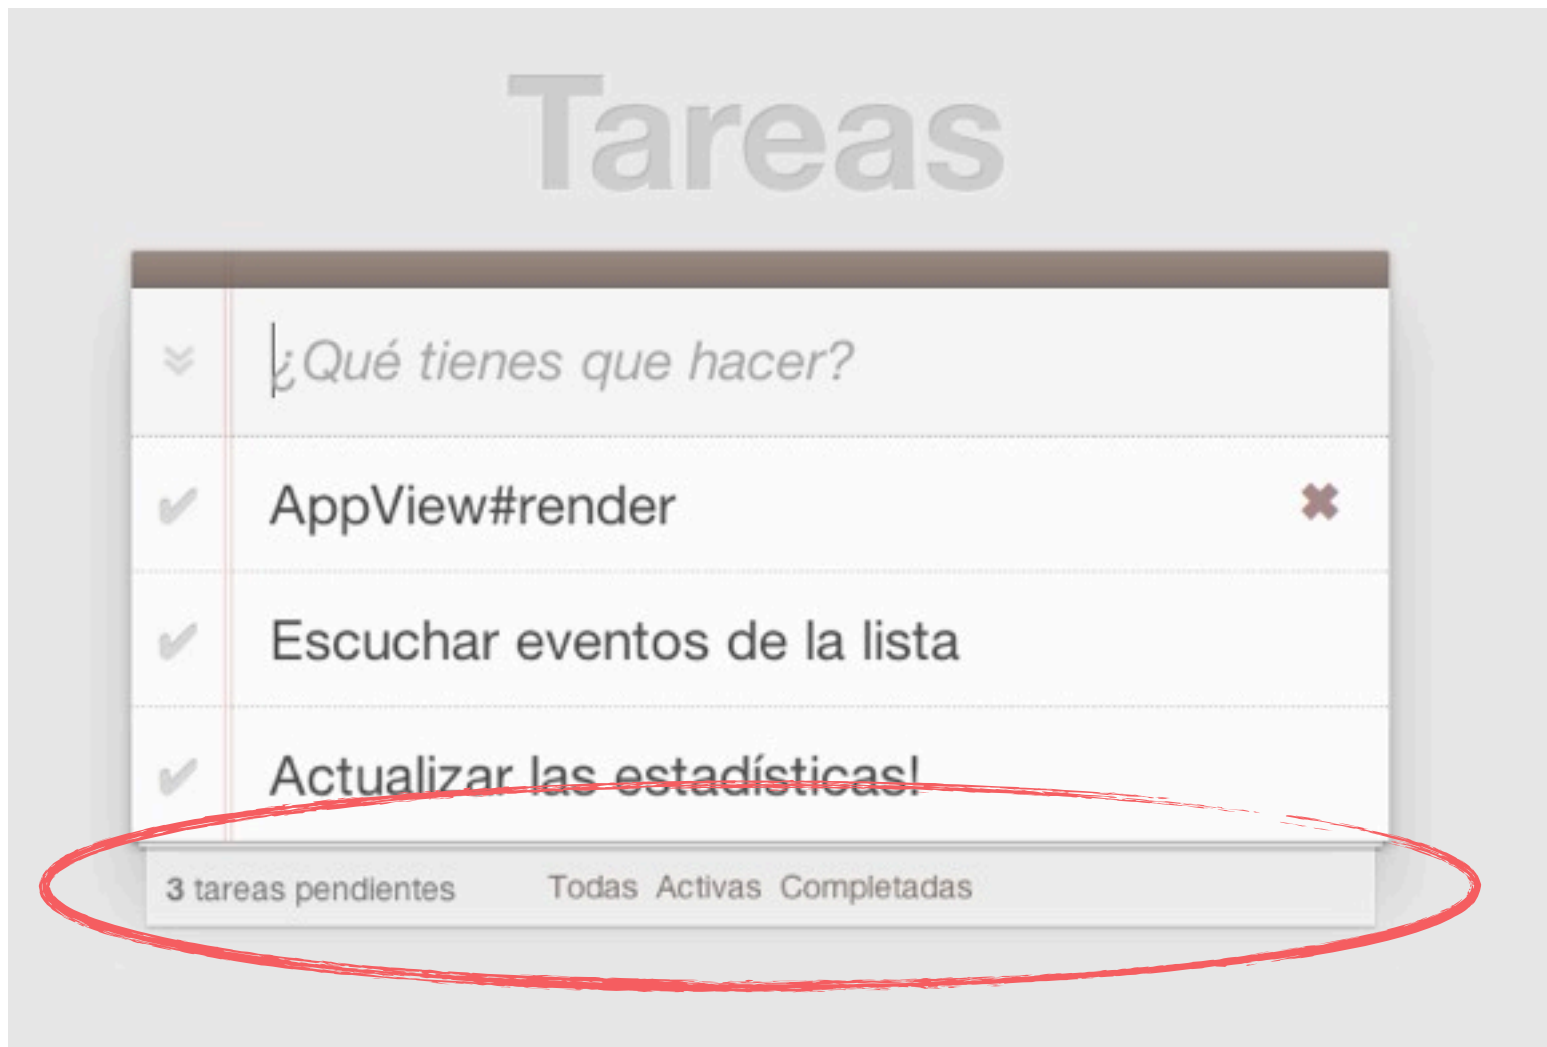 Tareas
¿Qué tienes que hacer?
AppView#render
Escuchar eventos de la lista
Actualizar las estadísticas!
3 tareas pendientes Todas Activas Completadas